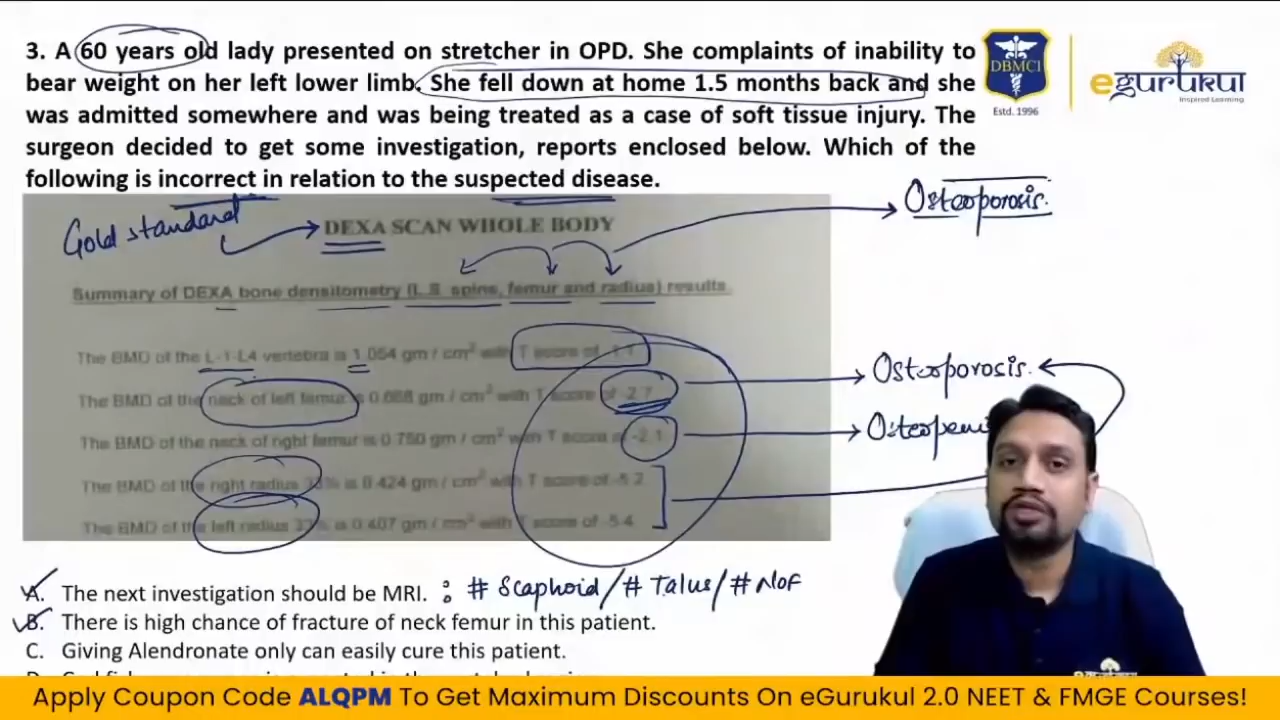 3. A 60 years old lady presented on stretcher in OPD. She complaints of inability to
bear weight on her left lower limb. She fell down at home 1.5 months back and she
was admitted somewhere and was being treated as a case of soft tissue injury. The
surgeon decided to get some investigation, reports enclosed below. Which of the
following is incorrect in relation to the suspected disease.
DBMCI
Estd. 1996
egurukul
Inspired Learning
Gold standard
DEXA SCAN WHOLE BODY
Osteoporosis.
Summary of DEXA bone densitometry (L.S. spine, femur and radius) results.
The BMD of the L-1-L4 vertebra is 1.054 gm / cm² with T score of -1.1
The BMD of the neck of left femur is 0.668 gm / cm² with T score of -2.7
Osteoporosis.
The BMD of the neck of right femur is 0.750 gm / cm² with T score of -2.1
The BMD of the right radius 33% is 0.424 gm / cm² with T score of -5.2
The BMD of the left radius 33% is 0.407 gm / cm² with T score of -5.4
A. The next investigation should be MRI. : # Scaphoid / # Talus / # NOF
B. There is high chance of fracture of neck femur in this patient.
C. Giving Alendronate only can easily cure this patient.
Apply Coupon Code ALQPM To Get Maximum Discounts On eGurukul 2.0 NEET & FMGE Courses!